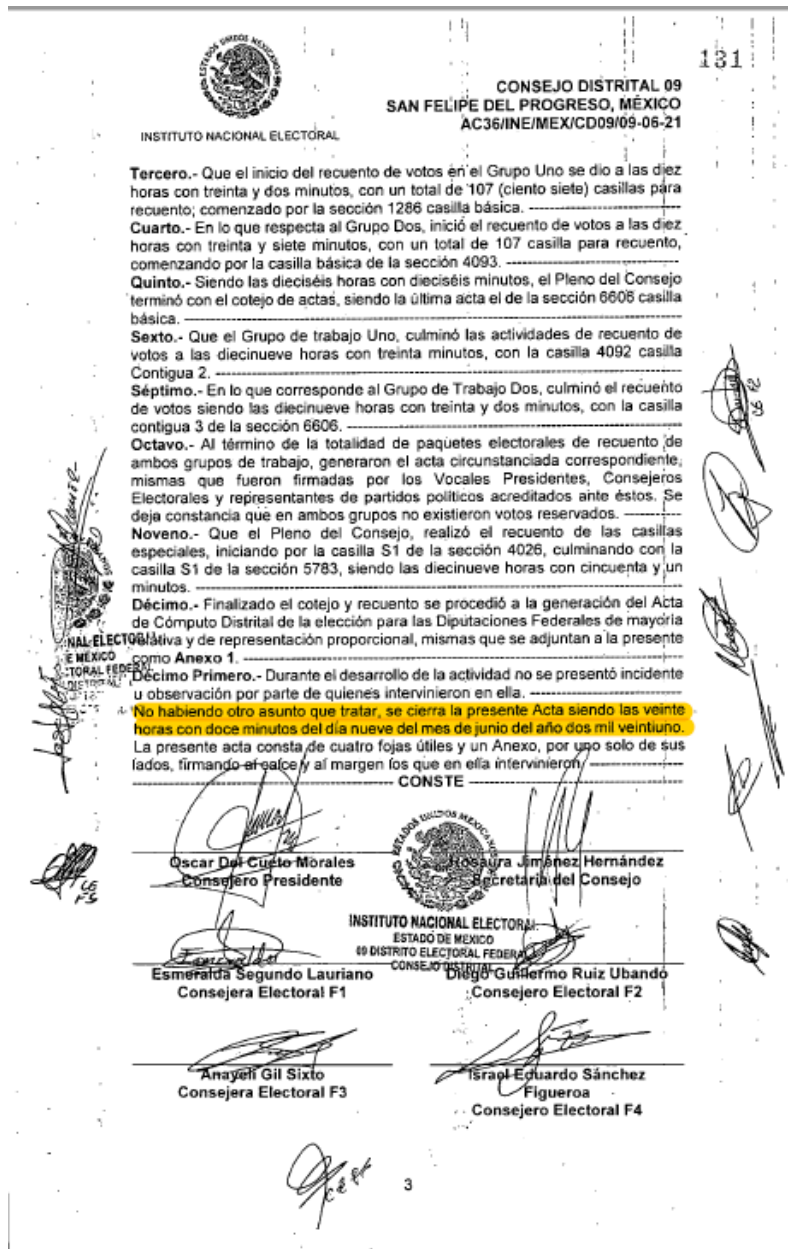 131
ESTADOS UNIDOS MEXICANOS
CONSEJO DISTRITAL 09
SAN FELIPE DEL PROGRESO, MÉXICO
AC36/INE/MEX/CD09/09-06-21
INSTITUTO NACIONAL ELECTORAL
Tercero.- Que el inicio del recuento de votos en el Grupo Uno se dio a las diez
horas con treinta y dos minutos, con un total de 107 (ciento siete) casillas para
recuento; comenzado por la sección 1286 casilla básica. ---
Cuarto.- En lo que respecta al Grupo Dos, inició el recuento de votos a las diez
horas con treinta y siete minutos, con un total de 107 casilla para recuento,
comenzando por la casilla básica de la sección 4093. ---
Quinto.- Siendo las dieciséis horas con dieciséis minutos, el Pleno del Consejo
terminó con el cotejo de actas, siendo la última acta el de la sección 6606 casilla
básica. ---
Sexto.- Que el Grupo de trabajo Uno, culminó las actividades de recuento de
votos a las diecinueve horas con treinta minutos, con la casilla 4092 casilla
Contigua 2. ---
Séptimo.- En lo que corresponde al Grupo de Trabajo Dos, culminó el recuento
de votos siendo las diecinueve horas con treinta y dos minutos, con la casilla
contigua 3 de la sección 6606. ---
Octavo.- Al término de la totalidad de paquetes electorales de recuento de
ambos grupos de trabajo, generaron el acta circunstanciada correspondiente,
mismas que fueron firmadas por los Vocales Presidentes, Consejeros
Electorales y representantes de partidos políticos acreditados ante éstos. Se
deja constancia que en ambos grupos no existieron votos reservados. ---
Noveno.- Que el Pleno del Consejo, realizó el recuento de las casillas
especiales, iniciando por la casilla S1 de la sección 4026, culminando con la
casilla S1 de la sección 5783, siendo las diecinueve horas con cincuenta y un
minutos. ---
Décimo.- Finalizado el cotejo y recuento se procedió a la generación del Acta
de Cómputo Distrital de la elección para las Diputaciones Federales de mayoría
relativa y de representación proporcional, mismas que se adjuntan a la presente
como Anexo 1. ---
Décimo Primero.- Durante el desarrollo de la actividad no se presentó incidente
u observación por parte de quienes intervinieron en ella. ---
No habiendo otro asunto que tratar, se cierra la presente Acta siendo las veinte
horas con doce minutos del día nueve del mes de junio del año dos mil veintiuno.
La presente acta consta de cuatro fojas útiles y un Anexo, por uno solo de sus
lados, firmando al calce y al margen los que en ella intervinieron. ---
--- CONSTE ---
Oscar Del Cueto Morales
Consejero Presidente
Rosaura Jiménez Hernández
Secretaria del Consejo
ESTADOS UNIDOS MEXICANOS
INSTITUTO NACIONAL ELECTORAL
ESTADO DE MEXICO
09 DISTRITO ELECTORAL FEDERAL
CONSEJO DISTRITAL
Esmeralda Segundo Lauriano
Consejera Electoral F1
Diego Guillermo Ruiz Ubando
Consejero Electoral F2
Anayeli Gil Sixto
Consejera Electoral F3
Israel Eduardo Sánchez
Figueroa
Consejero Electoral F4
3